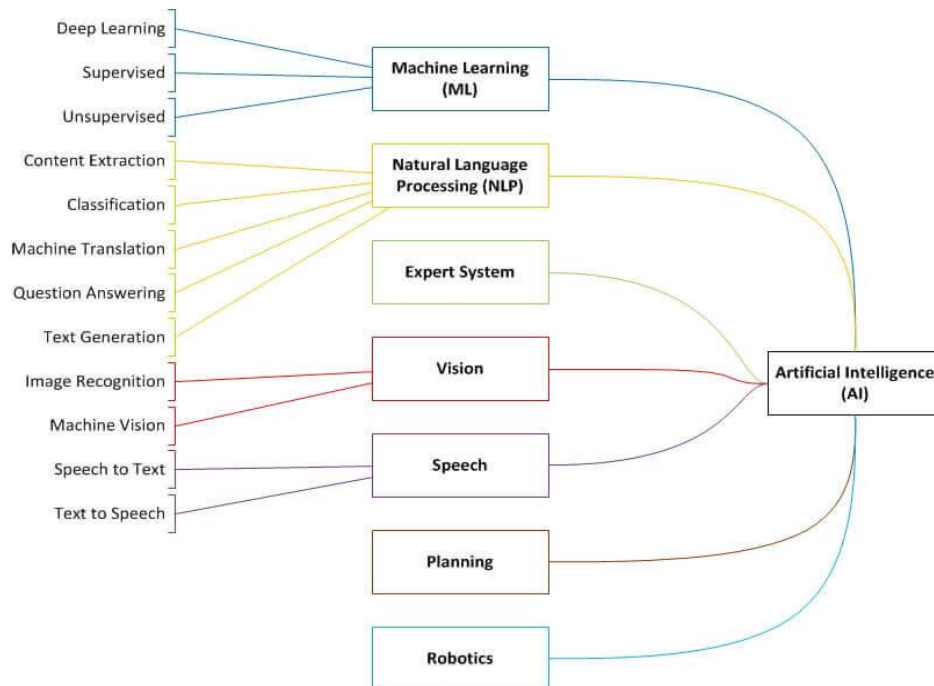 Deep Learning
Supervised
Unsupervised
Content Extraction
Classification
Machine Translation
Question Answering
Text Generation
Image Recognition
Machine Vision
Speech to Text
Text to Speech
Machine Learning
(ML)
Natural Language
Processing (NLP)
Expert System
Vision
Speech
Planning
Robotics
Artificial Intelligence
(AI)